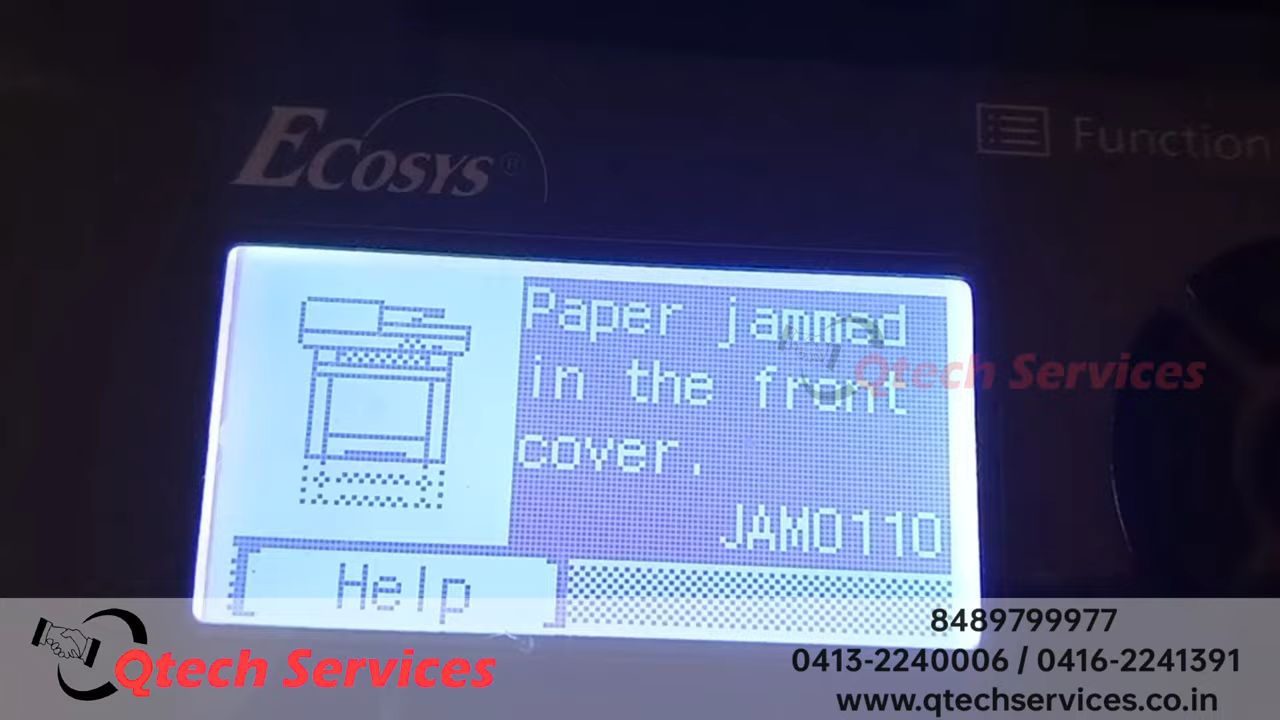 ECOSYS®
Function
Paper jammed
in the front
cover.
JAM0110
Help
Qtech Services
Qtech Services
8489799977
0413-2240006 / 0416-2241391
www.qtechservices.co.in